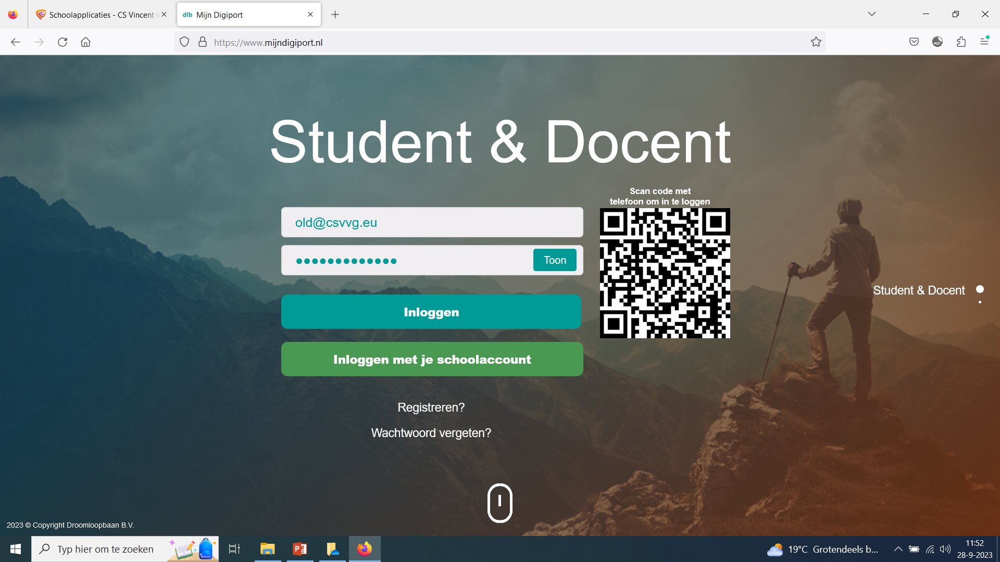 Schoolapplicaties - CS Vincent
Mijn Digiport
https://www.mijndigiport.nl
Student & Docent
Scan code met
telefoon om in te loggen
old@csvvg.eu
Toon
Inloggen
Inloggen met je schoolaccount
Student & Docent
Registreren?
Wachtwoord vergeten?
2023 © Copyright Droomloopbaan B.V.
Typ hier om te zoeken
19°C Grotendeels b...
11:52
28-9-2023